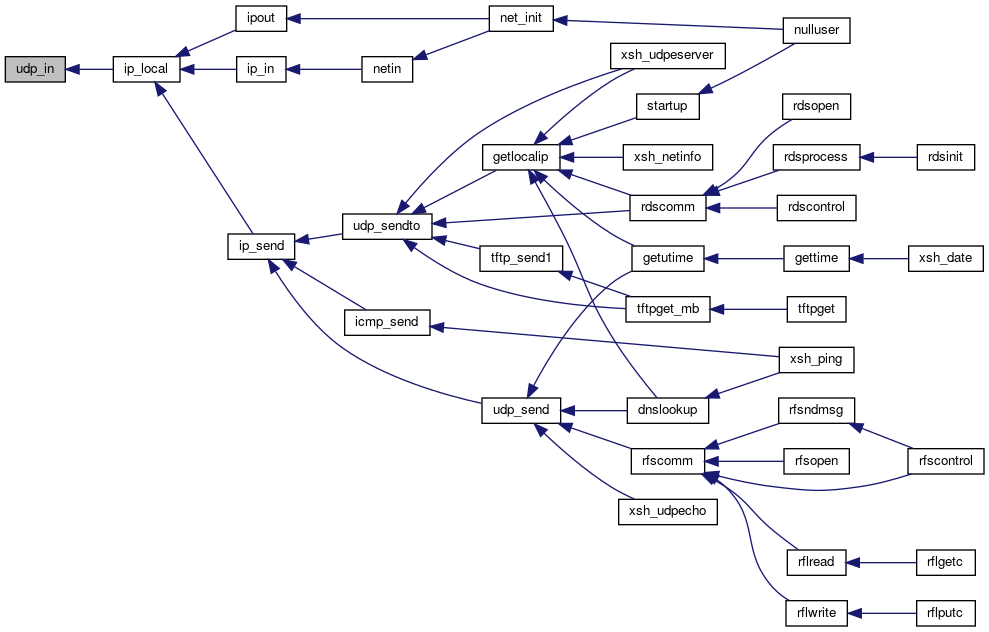 ipout
net_init
nulluser
xsh_udpeserver
udp_in
ip_local
ip_in
netin
startup
rdsopen
getlocalip
xsh_netinfo
rdsprocess
rdsinit
rdscomm
rdscontrol
udp_sendto
ip_send
tftp_send1
getutime
gettime
xsh_date
tftpget_mb
tftpget
icmp_send
xsh_ping
udp_send
dnslookup
rfsndmsg
rfscomm
rfsopen
rfscontrol
xsh_udpecho
rflread
rflgetc
rflwrite
rflputc